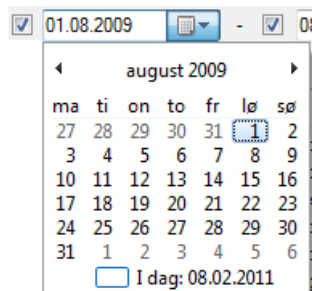 01.08.2009 - 08
august 2009
ma ti on to fr lø sø
27 28 29 30 31 1 2
3 4 5 6 7 8 9
10 11 12 13 14 15 16
17 18 19 20 21 22 23
24 25 26 27 28 29 30
31 1 2 3 4 5 6
I dag: 08.02.2011